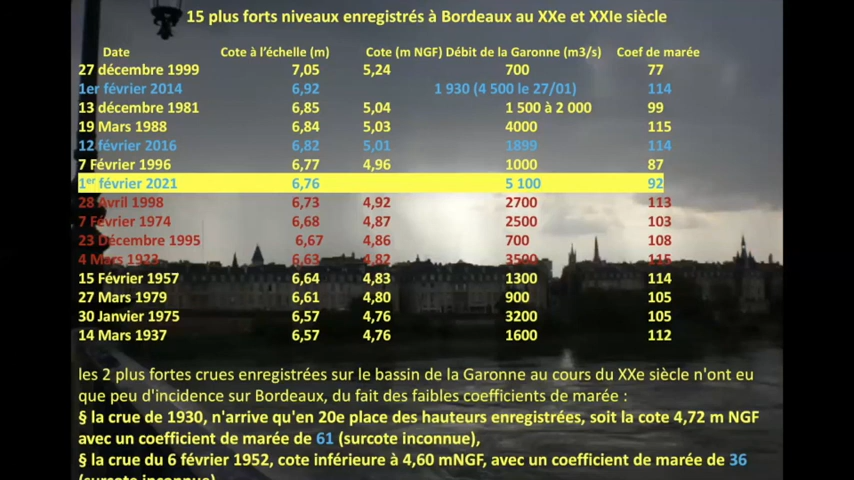 15 plus forts niveaux enregistrés à Bordeaux au XXe et XXIe siècle
Date Cote à l'échelle (m) Cote (m NGF) Débit de la Garonne (m3/s) Coef de marée
27 décembre 1999 7,05 5,24 700 77
1er février 2014 6,92 1 930 (4 500 le 27/01) 114
13 décembre 1981 6,85 5,04 1 500 à 2 000 99
19 Mars 1988 6,84 5,03 4000 115
12 février 2016 6,82 5,01 1899 114
7 Février 1996 6,77 4,96 1000 87
1er février 2021 6,76 5 100 92
28 Avril 1998 6,73 4,92 2700 113
7 Février 1974 6,68 4,87 2500 103
23 Décembre 1995 6,67 4,86 700 108
4 Mars 1923 6,63 4,82 3500 115
15 Février 1957 6,64 4,83 1300 114
27 Mars 1979 6,61 4,80 900 105
30 Janvier 1975 6,57 4,76 3200 105
14 Mars 1937 6,57 4,76 1600 112
les 2 plus fortes crues enregistrées sur le bassin de la Garonne au cours du XXe siècle n'ont eu
que peu d'incidence sur Bordeaux, du fait des faibles coefficients de marée :
§ la crue de 1930, n'arrive qu'en 20e place des hauteurs enregistrées, soit la cote 4,72 m NGF
avec un coefficient de marée de 61 (surcote inconnue),
§ la crue du 6 février 1952, cote inférieure à 4,60 mNGF, avec un coefficient de marée de 36
(surcote inconnue)